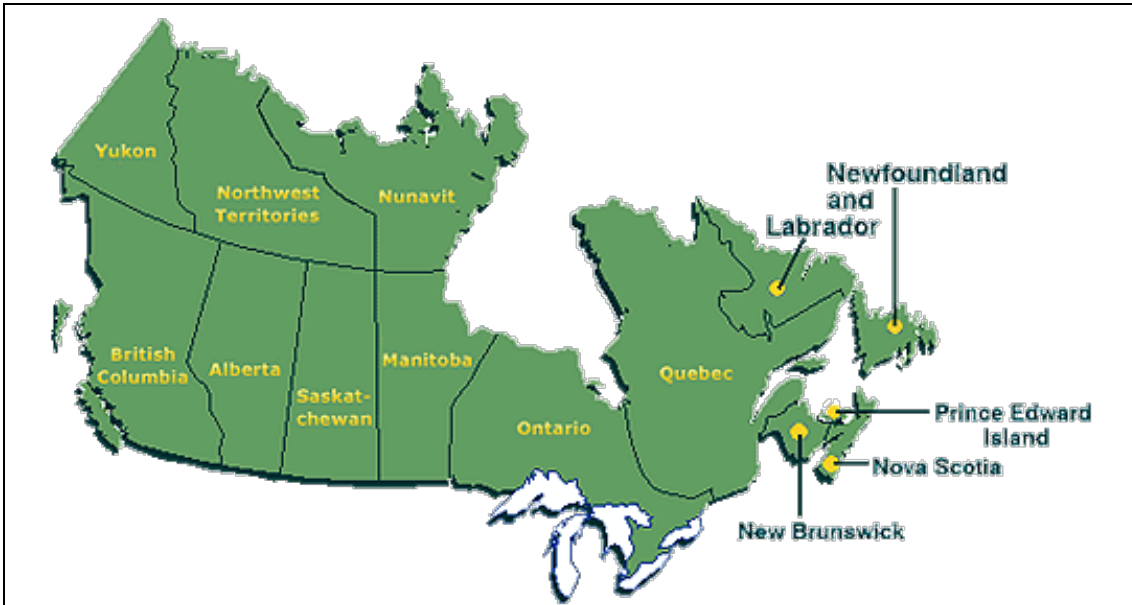 Yukon
Northwest
Territories
Nunavit
Newfoundland
and
Labrador
British
Columbia
Alberta
Saskat-
chewan
Manitoba
Ontario
Quebec
Prince Edward
Island
Nova Scotia
New Brunswick